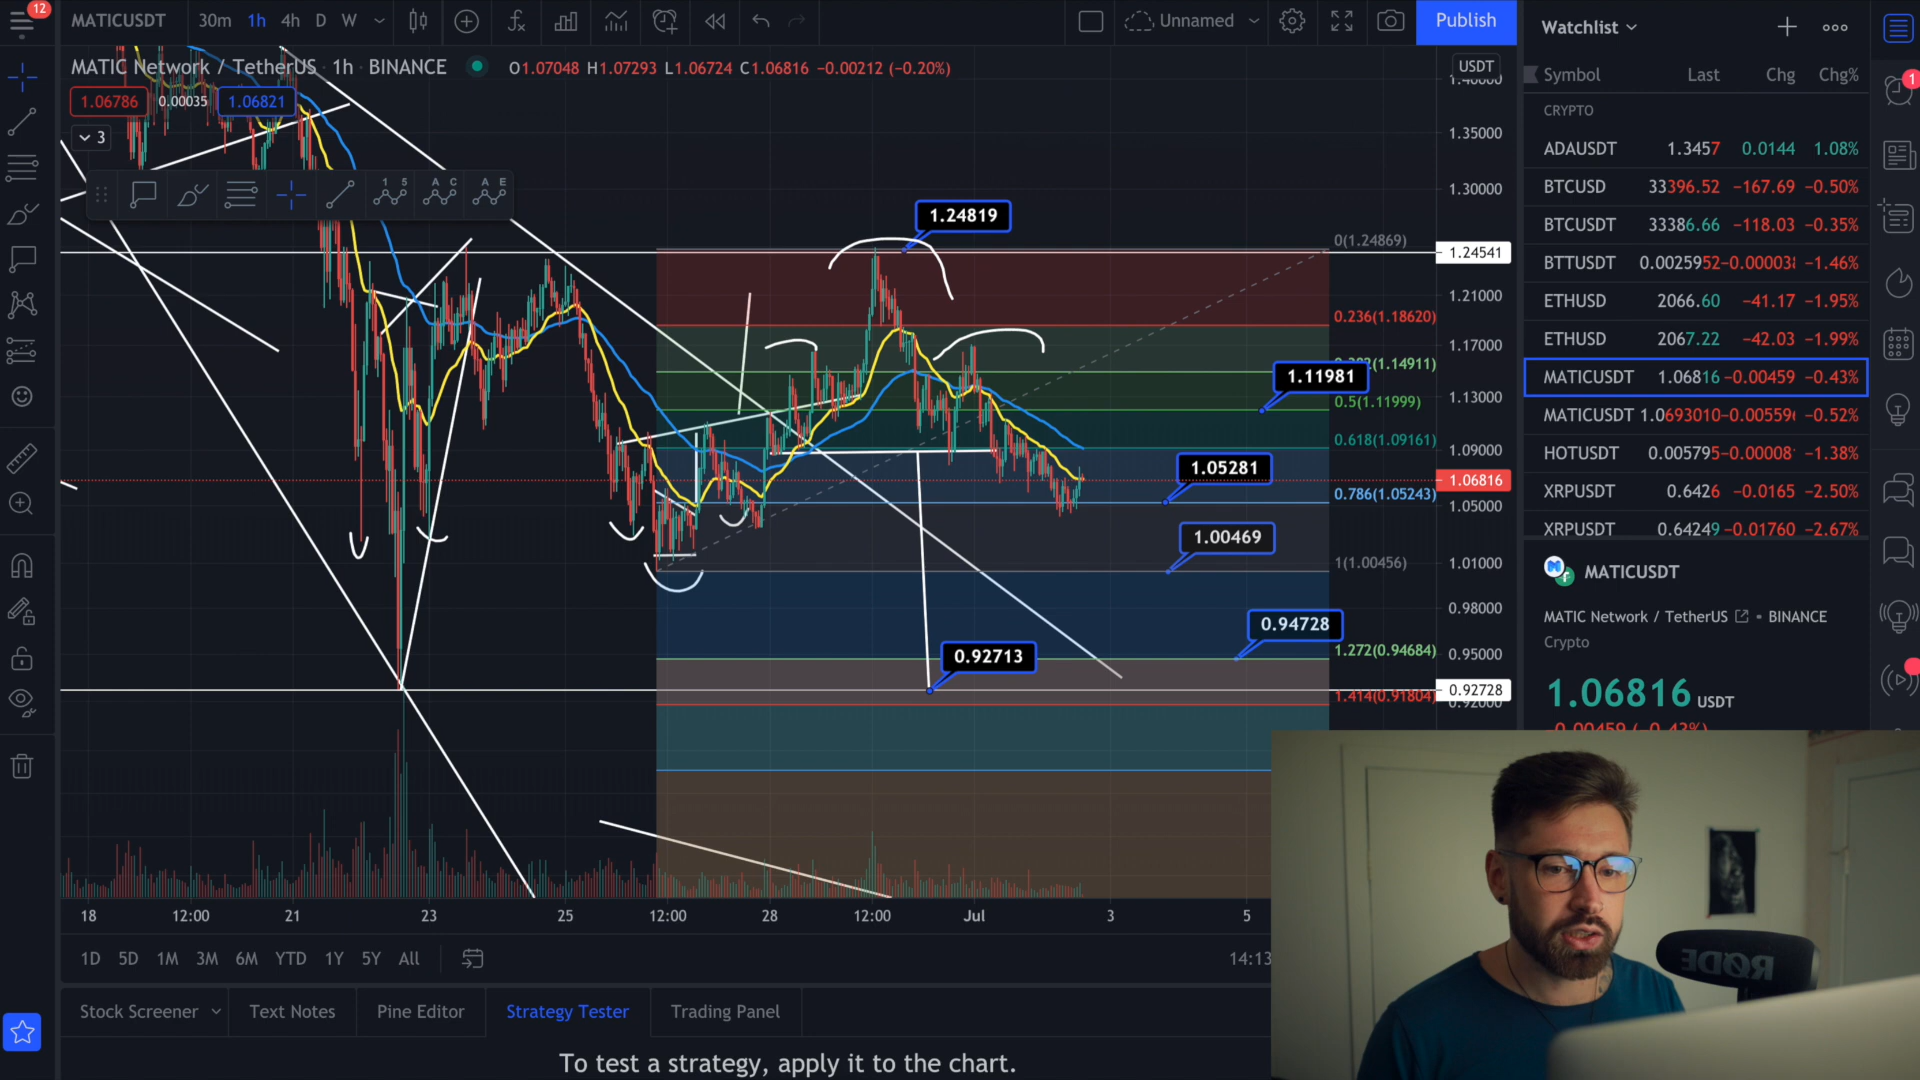 12
MATICUSDT 30m 1h 4h D W Unnamed Publish
MATIC Network / TetherUS · 1h · BINANCE O1.07048 H1.07293 L1.06724 C1.06816 −0.00212 (−0.20%)
1.06786 0.00035 1.06821
3
1 5 A C A E
USDT
1.35000
1.30000
1.24541
1.21000
1.17000
1.13000
1.09000
1.06816
1.05000
1.01000
0.98000
0.95000
0.92728
0.92000
1.24819
0(1.24869)
0.236(1.18620)
0.382(1.14911)
1.11981
0.5(1.11999)
0.618(1.09161)
1.05281
0.786(1.05243)
1.00469
1(1.00456)
0.94728
1.272(0.94684)
0.92713
1.414(0.91804)
18 12:00 21 23 25 12:00 28 12:00 Jul 3 5
1D 5D 1M 3M 6M YTD 1Y 5Y All 14:13
Stock Screener Text Notes Pine Editor Strategy Tester Trading Panel
To test a strategy, apply it to the chart.
Watchlist
1
Symbol Last Chg Chg%
CRYPTO
ADAUSDT 1.3457 0.0144 1.08%
BTCUSD 33396.52 −167.69 −0.50%
BTCUSDT 33386.66 −118.03 −0.35%
BTTUSDT 0.0025952 −0.000038 −1.46%
ETHUSD 2066.60 −41.17 −1.95%
ETHUSD 2067.22 −42.03 −1.99%
MATICUSDT 1.06816 −0.00459 −0.43%
MATICUSDT 1.0693010 −0.00559 −0.52%
HOTUSDT 0.005795 −0.00008 −1.38%
XRPUSDT 0.6426 −0.0165 −2.50%
XRPUSDT 0.64249 −0.01760 −2.67%
MATICUSDT
MATIC Network / TetherUS • BINANCE
Crypto
1.06816 USDT
−0.00459 (−0.43%)
RØDE